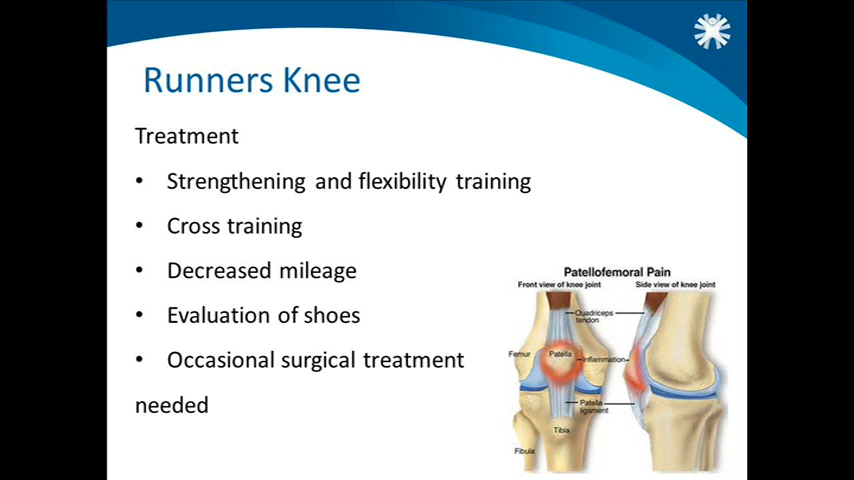 Runners Knee
Treatment
• Strengthening and flexibility training
• Cross training
• Decreased mileage
• Evaluation of shoes
• Occasional surgical treatment
needed
Patellofemoral Pain
Front view of knee joint
Side view of knee joint
Quadriceps
tendon
Femur
Patella
Inflammation
Patella
ligament
Tibia
Fibula